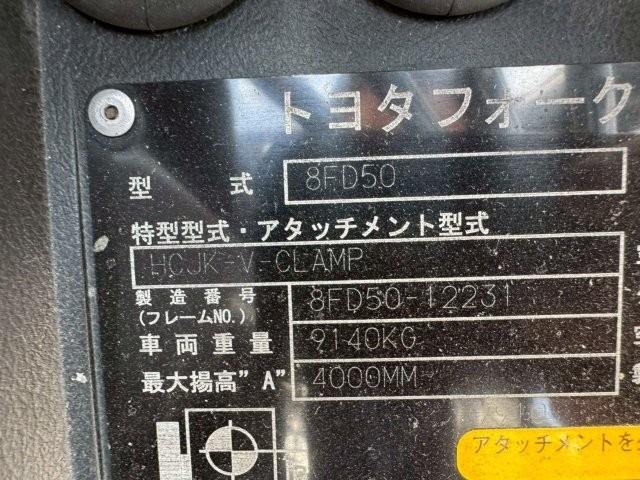 トヨタフォーク
型 式 8FD50
特型型式・アタッチメント型式
HCJK-V-CLAMP
製造番号 8FD50-12231
(フレームNO.)
車両重量 9140KG
最大揚高"A" 4000MM
アタッチメントを